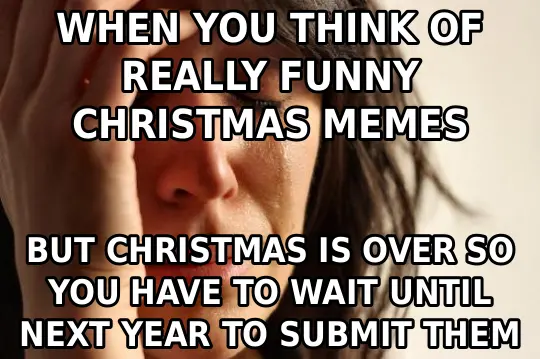 WHEN YOU THINK OF
REALLY FUNNY
CHRISTMAS MEMES
BUT CHRISTMAS IS OVER SO
YOU HAVE TO WAIT UNTIL
NEXT YEAR TO SUBMIT THEM